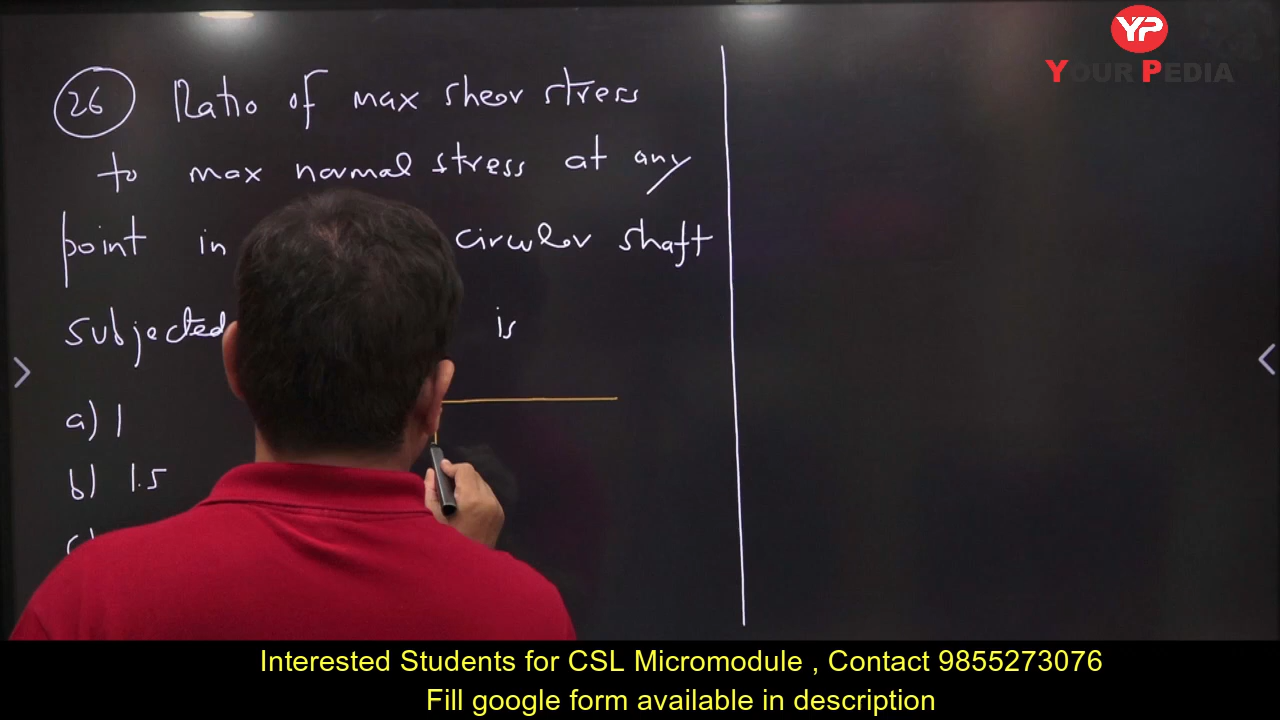 YP
YOUR PEDIA
26 Ratio of max shear stress
to max normal stress at any
point in circular shaft
subjected is
a) 1
b) 1.5
Interested Students for CSL Micromodule , Contact 9855273076
Fill google form available in description